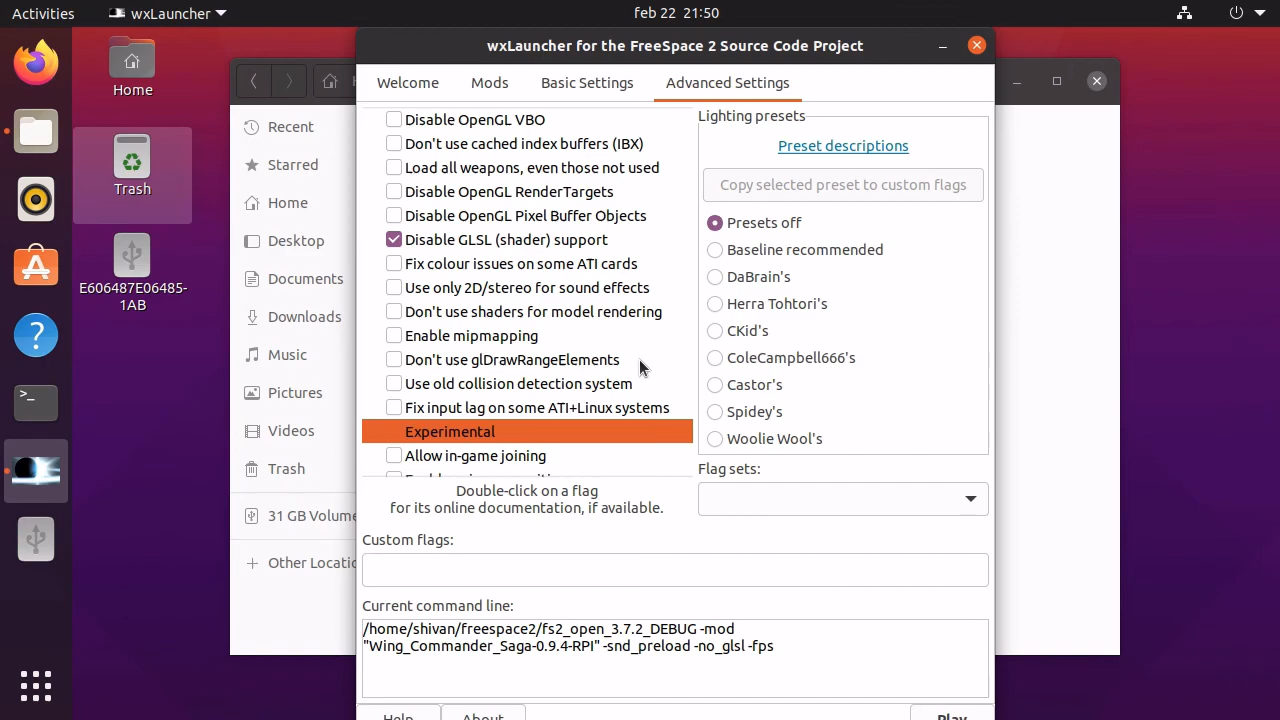 Activities
wxLauncher
feb 22 21:50
wxLauncher for the FreeSpace 2 Source Code Project
Welcome
Mods
Basic Settings
Advanced Settings
Home
Trash
E606487E06485-
1AB
Recent
Starred
Home
Desktop
Documents
Downloads
Music
Pictures
Videos
Trash
31 GB Volume
Other Locatio
Disable OpenGL VBO
Don't use cached index buffers (IBX)
Load all weapons, even those not used
Disable OpenGL RenderTargets
Disable OpenGL Pixel Buffer Objects
Disable GLSL (shader) support
Fix colour issues on some ATI cards
Use only 2D/stereo for sound effects
Don't use shaders for model rendering
Enable mipmapping
Don't use glDrawRangeElements
Use old collision detection system
Fix input lag on some ATI+Linux systems
Experimental
Allow in-game joining
Double-click on a flag
for its online documentation, if available.
Lighting presets
Preset descriptions
Copy selected preset to custom flags
Presets off
Baseline recommended
DaBrain's
Herra Tohtori's
CKid's
ColeCampbell666's
Castor's
Spidey's
Woolie Wool's
Flag sets:
Custom flags:
Current command line:
/home/shivan/freespace2/fs2_open_3.7.2_DEBUG -mod
"Wing_Commander_Saga-0.9.4-RPI" -snd_preload -no_glsl -fps
Help
About
Play